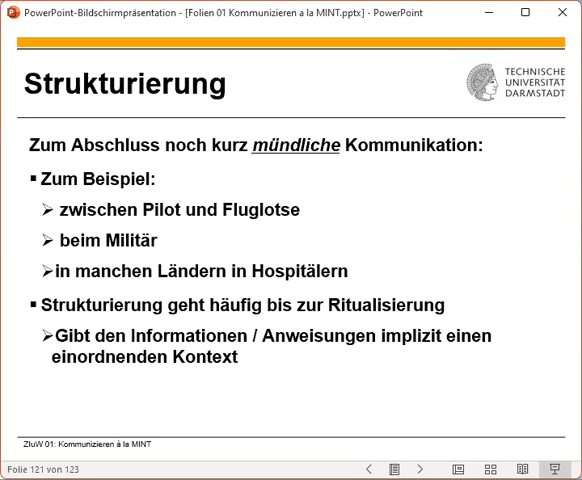 PowerPoint-Bildschirmpräsentation - [Folien 01 Kommunizieren a la MINT.pptx] - PowerPoint
Strukturierung
TECHNISCHE
UNIVERSITÄT
DARMSTADT
Zum Abschluss noch kurz mündliche Kommunikation:
▪ Zum Beispiel:
➢ zwischen Pilot und Fluglotse
➢ beim Militär
➢in manchen Ländern in Hospitälern
▪ Strukturierung geht häufig bis zur Ritualisierung
➢Gibt den Informationen / Anweisungen implizit einen
einordnenden Kontext
ZIuW 01: Kommunizieren à la MINT
Folie 121 von 123